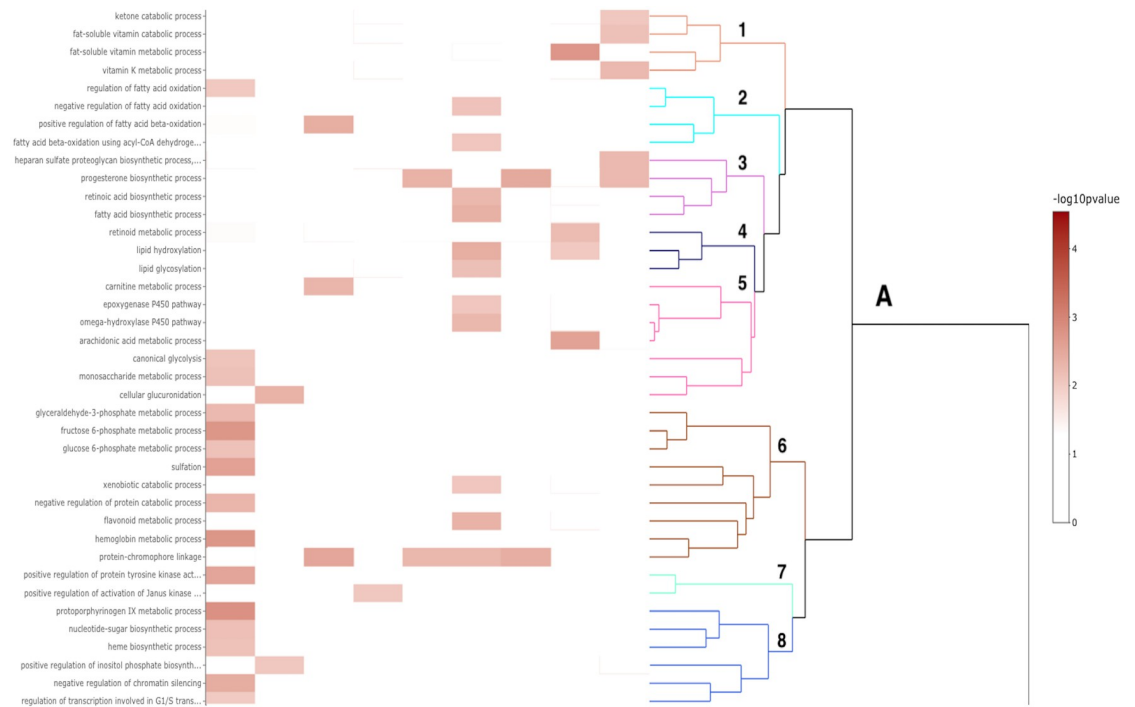 ketone catabolic process
fat-soluble vitamin catabolic process
fat-soluble vitamin metabolic process
vitamin K metabolic process
regulation of fatty acid oxidation
negative regulation of fatty acid oxidation
positive regulation of fatty acid beta-oxidation
fatty acid beta-oxidation using acyl-CoA dehydroge...
heparan sulfate proteoglycan biosynthetic process,...
progesterone biosynthetic process
retinoic acid biosynthetic process
fatty acid biosynthetic process
retinoid metabolic process
lipid hydroxylation
lipid glycosylation
carnitine metabolic process
epoxygenase P450 pathway
omega-hydroxylase P450 pathway
arachidonic acid metabolic process
canonical glycolysis
monosaccharide metabolic process
cellular glucuronidation
glyceraldehyde-3-phosphate metabolic process
fructose 6-phosphate metabolic process
glucose 6-phosphate metabolic process
sulfation
xenobiotic catabolic process
negative regulation of protein catabolic process
flavonoid metabolic process
hemoglobin metabolic process
protein-chromophore linkage
positive regulation of protein tyrosine kinase act...
positive regulation of activation of Janus kinase ...
protoporphyrinogen IX metabolic process
nucleotide-sugar biosynthetic process
heme biosynthetic process
positive regulation of inositol phosphate biosynth...
negative regulation of chromatin silencing
regulation of transcription involved in G1/S trans...
1
2
3
4
5
6
7
8
A
-log10pvalue
4
3
2
1
0